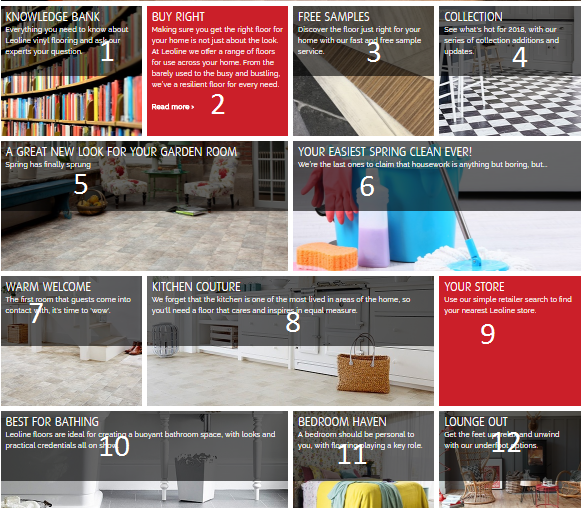 KNOWLEDGE BANK
Everything you need to know about
Leoline vinyl flooring and ask our
experts your question.
1
BUY RIGHT
Making sure you get the right floor for
your home is not just about the look.
At Leoline we offer a range of floors
for use across your home. From the
barely used to the busy and bustling,
we've a resilient floor for every need.
Read more ›
2
FREE SAMPLES
Discover the floor just right for your
home with our fast and free sample
service.
3
COLLECTION
See what's hot for 2018, with our
series of collection additions and
updates.
4
A GREAT NEW LOOK FOR YOUR GARDEN ROOM
Spring has finally sprung
5
YOUR EASIEST SPRING CLEAN EVER!
We're the last ones to claim that housework is anything but boring, but...
6
WARM WELCOME
The first room that guests come into
contact with, it's time to 'wow'.
7
KITCHEN COUTURE
We forget that the kitchen is one of the most lived in areas of the home, so
you'll need a floor that cares and inspires in equal measure.
8
YOUR STORE
Use our simple retailer search to find
your nearest Leoline store.
9
BEST FOR BATHING
Leoline floors are ideal for creating a buoyant bathroom space, with looks and
practical credentials all on show.
10
BEDROOM HAVEN
A bedroom should be personal to
you, with flooring playing a key role.
11
LOUNGE OUT
Get the feet up, relax and unwind
with our underfoot options.
12